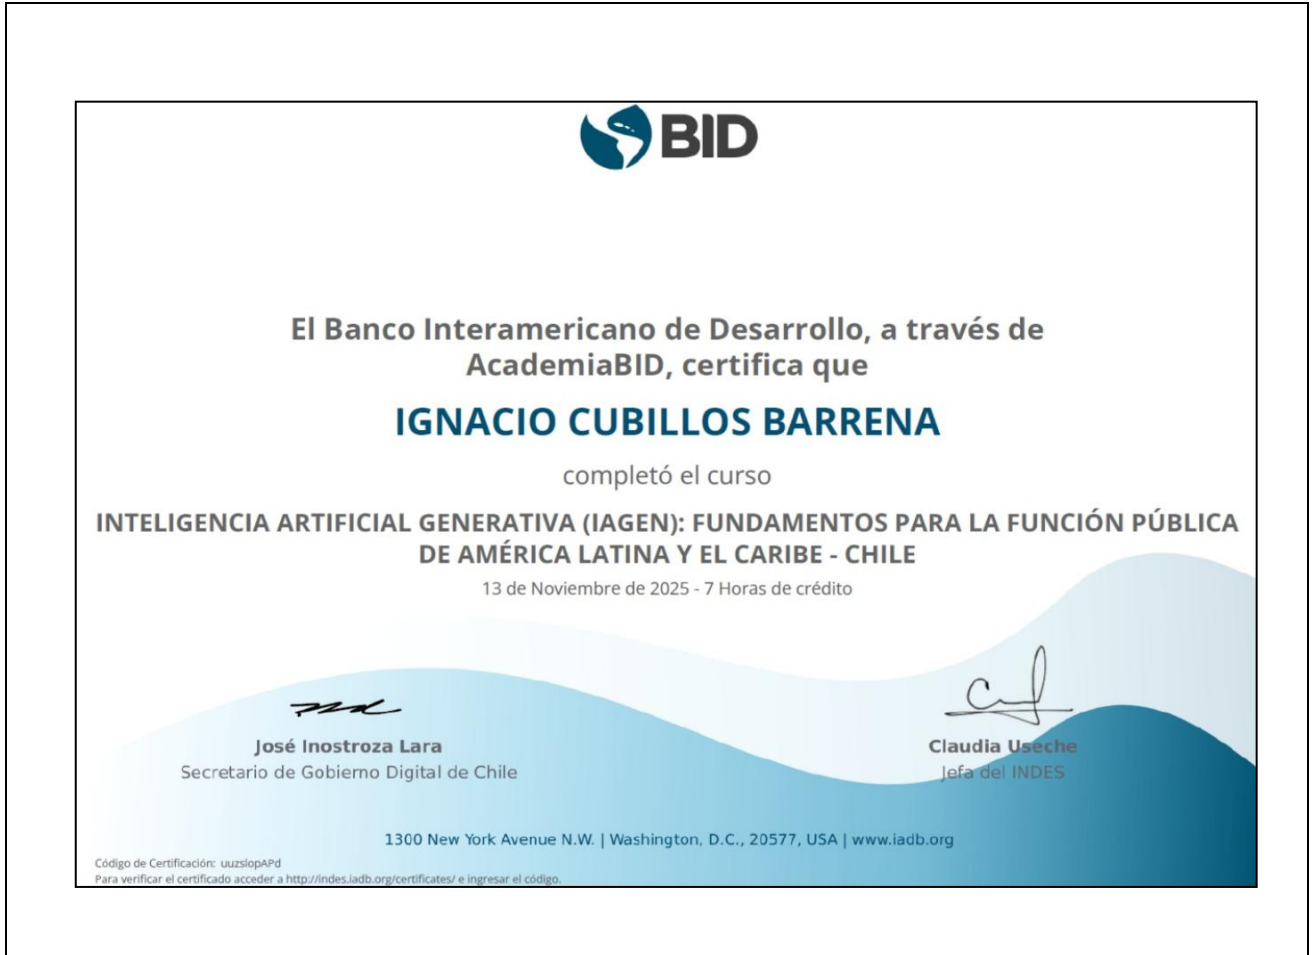 BID
El Banco Interamericano de Desarrollo, a través de
AcademiaBID, certifica que
IGNACIO CUBILLOS BARRENA
completó el curso
INTELIGENCIA ARTIFICIAL GENERATIVA (IAGEN): FUNDAMENTOS PARA LA FUNCIÓN PÚBLICA
DE AMÉRICA LATINA Y EL CARIBE - CHILE
13 de Noviembre de 2025 - 7 Horas de crédito
José Inostroza Lara
Secretario de Gobierno Digital de Chile
Claudia Useche
Jefa del INDES
1300 New York Avenue N.W. | Washington, D.C., 20577, USA | www.iadb.org
Código de Certificación: uuzslopAPd
Para verificar el certificado acceder a http://indes.iadb.org/certificates/ e ingresar el código.